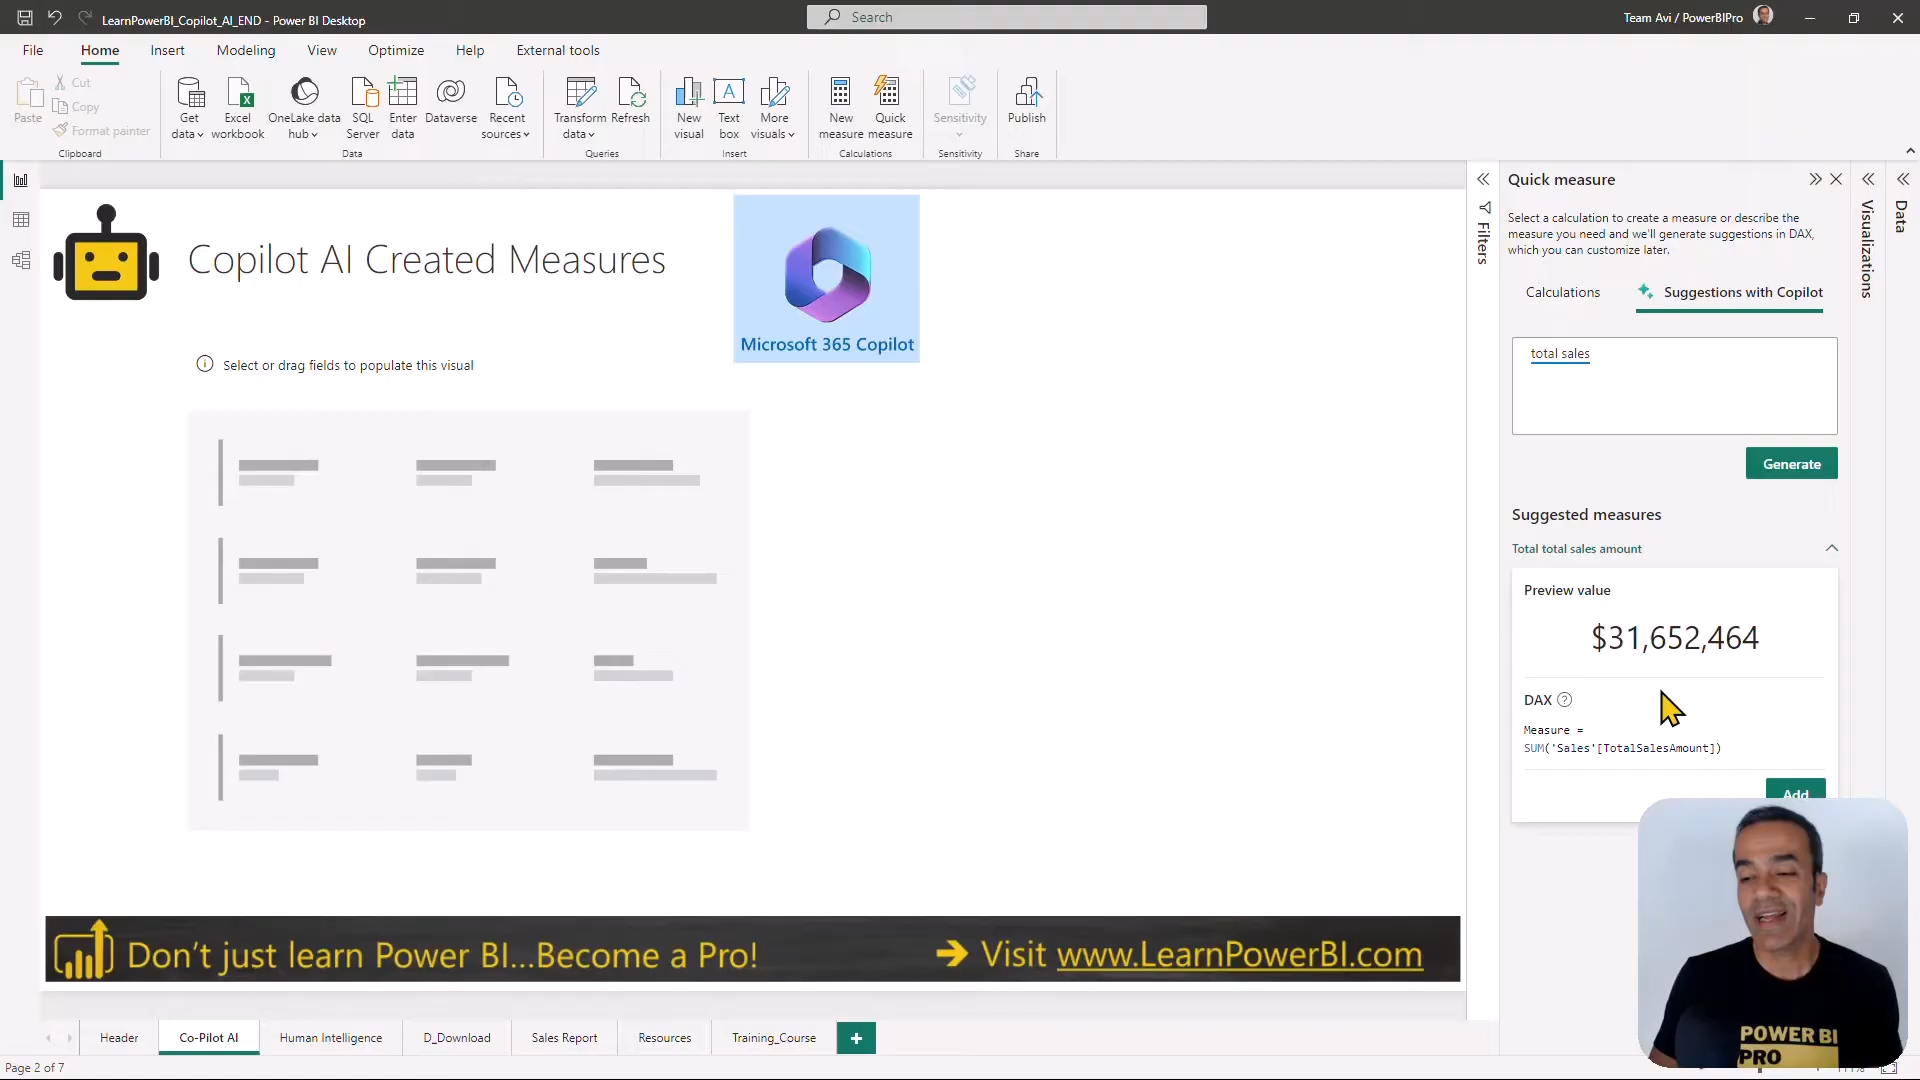 LearnPowerBI_Copilot_AI_END - Power BI Desktop
Search
Team Avi / PowerBIPro
File Home Insert Modeling View Optimize Help External tools
Paste
Cut
Copy
Format painter
Clipboard
Get data
Excel workbook
OneLake data hub
SQL Server
Enter data
Dataverse
Recent sources
Data
Transform data
Refresh
Queries
New visual
Text box
More visuals
Insert
New measure
Quick measure
Calculations
Sensitivity
Sensitivity
Publish
Share
Copilot AI Created Measures
Microsoft 365 Copilot
Select or drag fields to populate this visual
Don't just learn Power BI...Become a Pro!
Visit www.LearnPowerBI.com
Filters
Quick measure
Select a calculation to create a measure or describe the
measure you need and we'll generate suggestions in DAX,
which you can customize later.
Calculations Suggestions with Copilot
total sales
Generate
Suggested measures
Total total sales amount
Preview value
$31,652,464
DAX
Measure =
SUM('Sales'[TotalSalesAmount])
Add
Visualizations
Data
POWER BI
PRO
Header Co-Pilot AI Human Intelligence D_Download Sales Report Resources Training_Course
Page 2 of 7